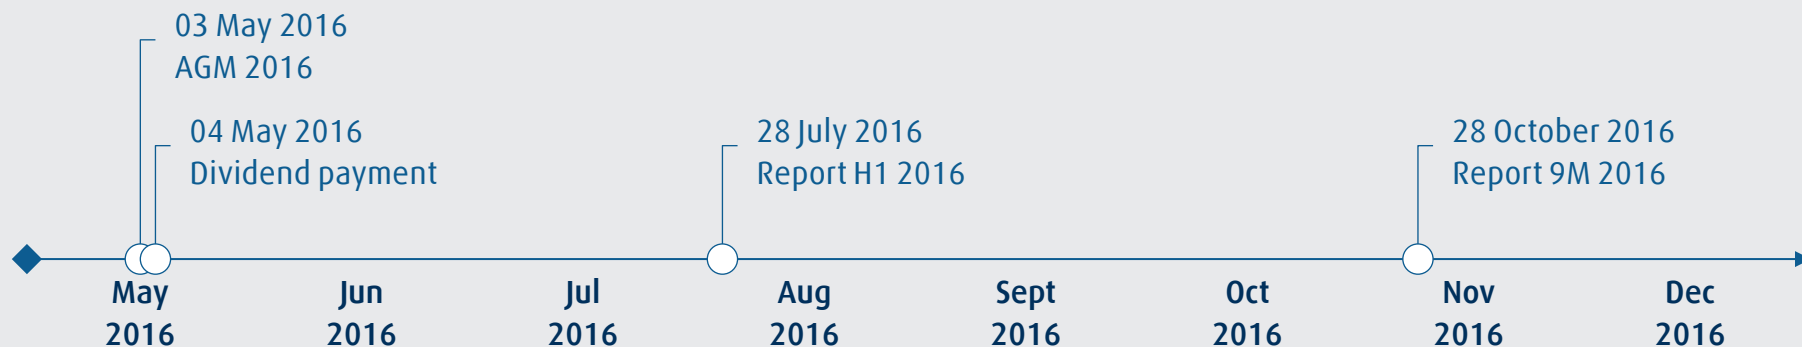 03 May 2016
AGM 2016
04 May 2016
Dividend payment
28 July 2016
Report H1 2016
28 October 2016
Report 9M 2016
May
2016
Jun
2016
Jul
2016
Aug
2016
Sept
2016
Oct
2016
Nov
2016
Dec
2016